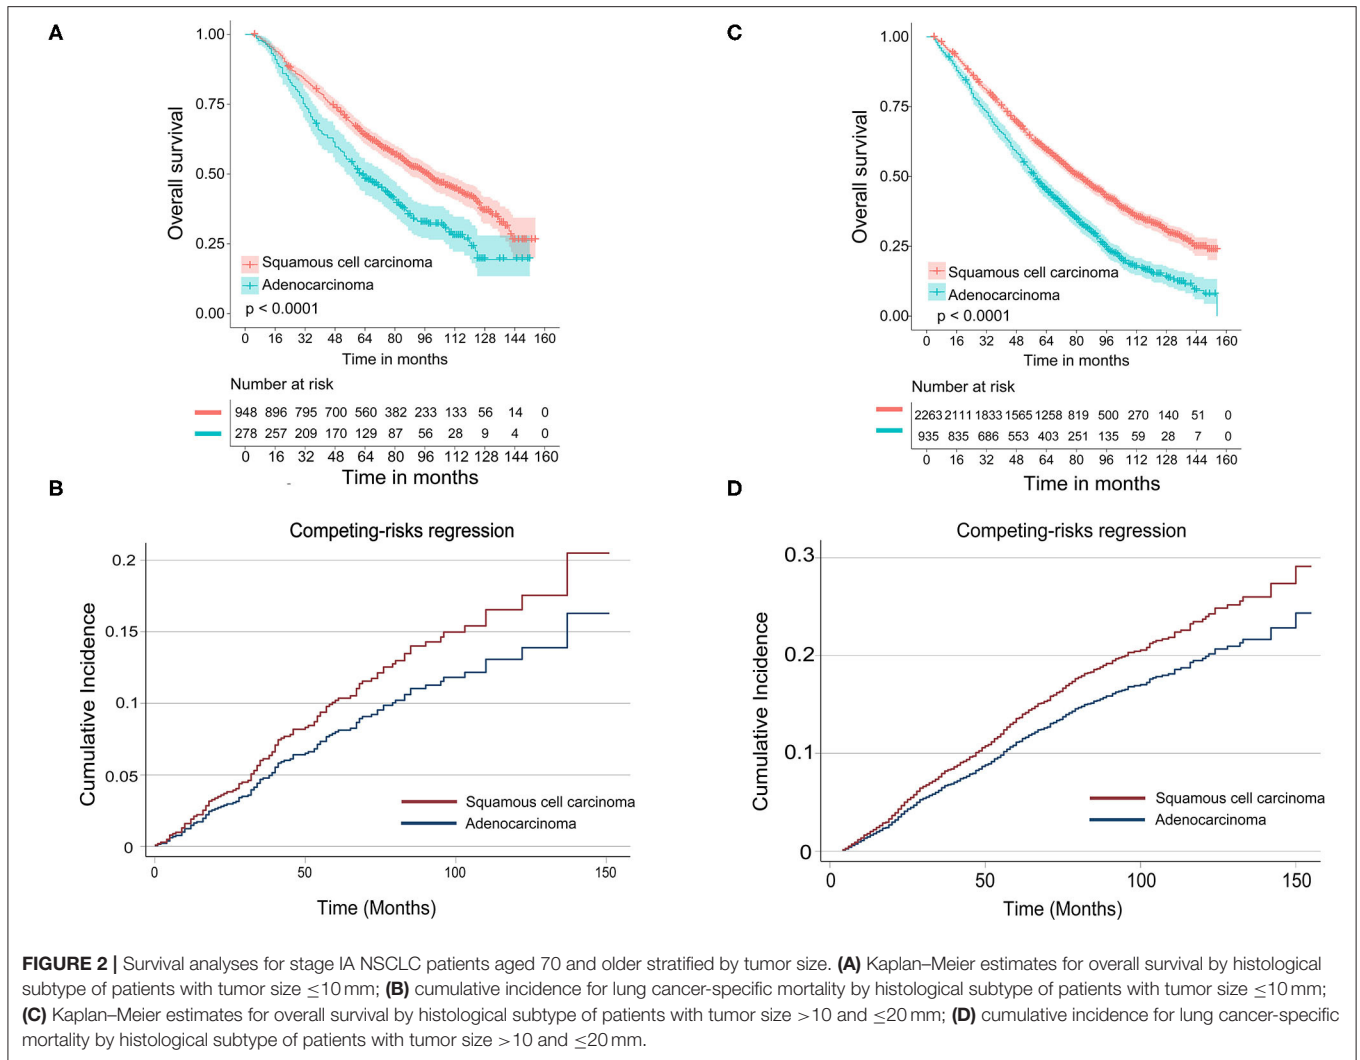 A
1.00
0.75
0.50
0.25
0.00
Overall survival
Squamous cell carcinoma
Adenocarcinoma
p < 0.0001
0 16 32 48 64 80 96 112 128 144 160
Time in months
Number at risk
948 896 795 700 560 382 233 133 56 14 0
278 257 209 170 129 87 56 28 9 4 0
0 16 32 48 64 80 96 112 128 144 160
Time in months
C
1.00
0.75
0.50
0.25
0.00
Overall survival
Squamous cell carcinoma
Adenocarcinoma
p < 0.0001
0 16 32 48 64 80 96 112 128 144 160
Time in months
Number at risk
2263 2111 1833 1565 1258 819 500 270 140 51 0
935 835 686 553 403 251 135 59 28 7 0
0 16 32 48 64 80 96 112 128 144 160
Time in months
B
Competing-risks regression
0.2
0.15
0.1
0.05
0
Cumulative Incidence
Squamous cell carcinoma
Adenocarcinoma
0 50 100 150
Time (Months)
D
Competing-risks regression
0.3
0.2
0.1
0
Cumulative Incidence
Squamous cell carcinoma
Adenocarcinoma
0 50 100 150
Time (Months)
FIGURE 2 | Survival analyses for stage IA NSCLC patients aged 70 and older stratified by tumor size. (A) Kaplan–Meier estimates for overall survival by histological
subtype of patients with tumor size ≤10 mm; (B) cumulative incidence for lung cancer-specific mortality by histological subtype of patients with tumor size ≤10 mm;
(C) Kaplan–Meier estimates for overall survival by histological subtype of patients with tumor size >10 and ≤20 mm; (D) cumulative incidence for lung cancer-specific
mortality by histological subtype of patients with tumor size >10 and ≤20 mm.